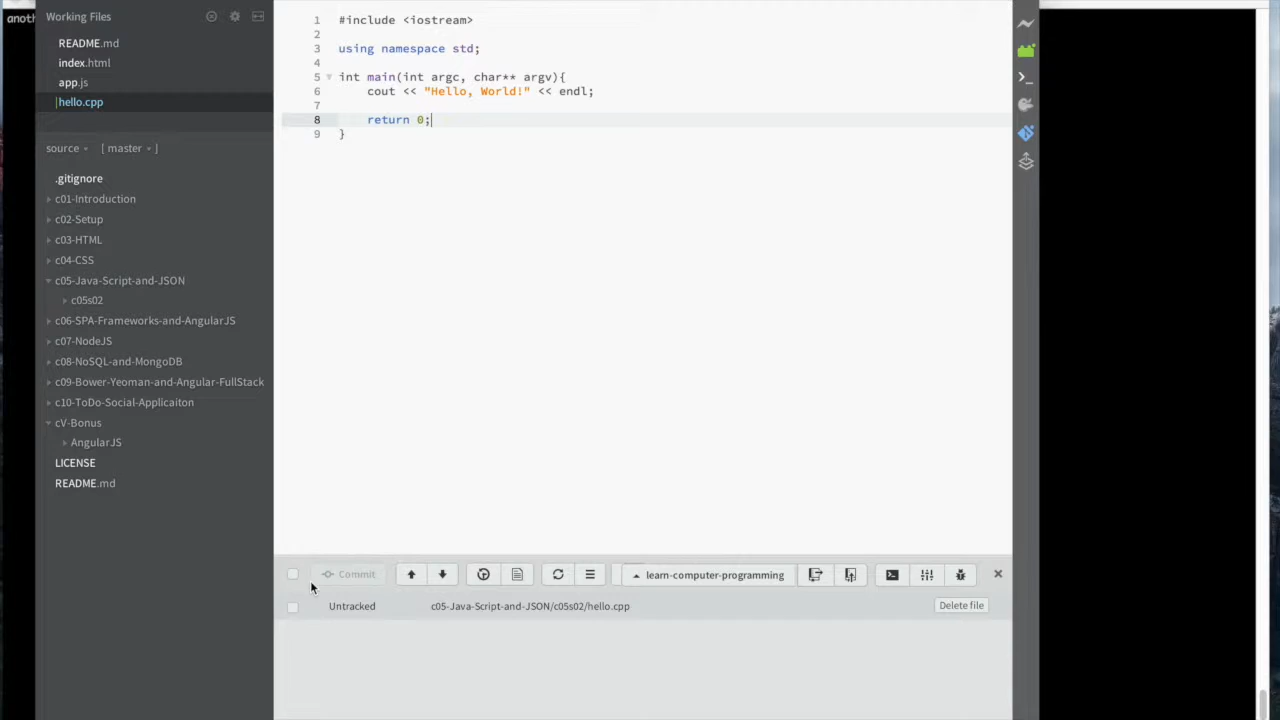 anoth
Working Files
README.md
index.html
app.js
hello.cpp
source
[ master ]
.gitignore
c01-Introduction
c02-Setup
c03-HTML
c04-CSS
c05-Java-Script-and-JSON
c05s02
c06-SPA-Frameworks-and-AngularJS
c07-NodeJS
c08-NoSQL-and-MongoDB
c09-Bower-Yeoman-and-Angular-FullStack
c10-ToDo-Social-Applicaiton
cV-Bonus
AngularJS
LICENSE
README.md
1 #include <iostream>
2
3 using namespace std;
4
5 int main(int argc, char** argv){
6 cout << "Hello, World!" << endl;
7
8 return 0;
9 }
Commit
learn-computer-programming
Untracked c05-Java-Script-and-JSON/c05s02/hello.cpp Delete file